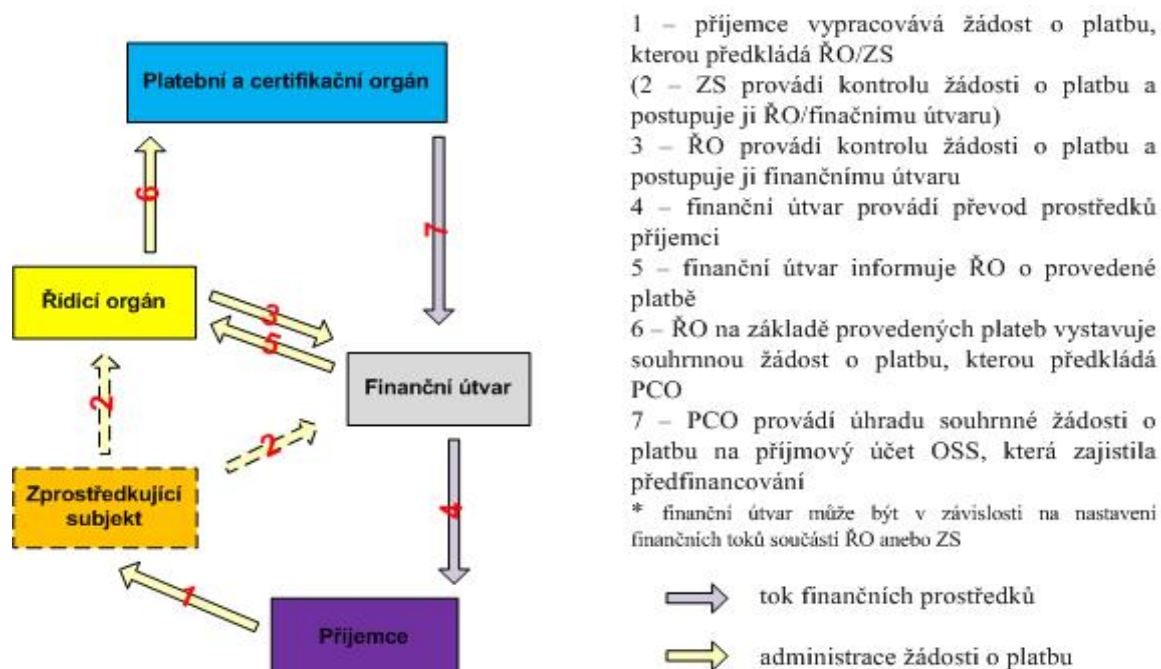 Platební a certifikační orgán
6
7
Řídicí orgán
3
5
Finanční útvar
2
2
Zprostředkující
subjekt
4
1
Příjemce
1 – příjemce vypracovává žádost o platbu,
kterou předkládá ŘO/ZS
(2 – ZS provádí kontrolu žádosti o platbu a
postupuje ji ŘO/finačnímu útvaru)
3 – ŘO provádí kontrolu žádosti o platbu a
postupuje ji finančnímu útvaru
4 – finanční útvar provádí převod prostředků
příjemci
5 – finanční útvar informuje ŘO o provedené
platbě
6 – ŘO na základě provedených plateb vystavuje
souhrnnou žádost o platbu, kterou předkládá
PCO
7 – PCO provádí úhradu souhrnné žádosti o
platbu na příjmový účet OSS, která zajistila
předfinancování
* finanční útvar může být v závislosti na nastavení
finančních toků součástí ŘO anebo ZS
tok finančních prostředků
administrace žádosti o platbu